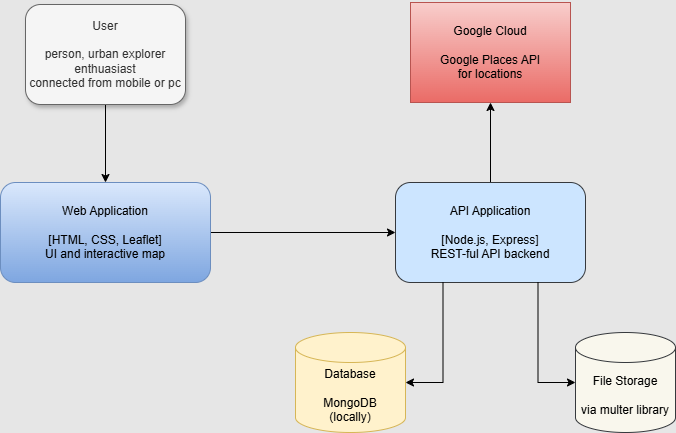 User
person, urban explorer
enthusiast
connected from mobile or pc
Google Cloud
Google Places API
for locations
Web Application
[HTML, CSS, Leaflet]
UI and interactive map
API Application
[Node.js, Express]
REST-ful API backend
Database
MongoDB
(locally)
File Storage
via multer library